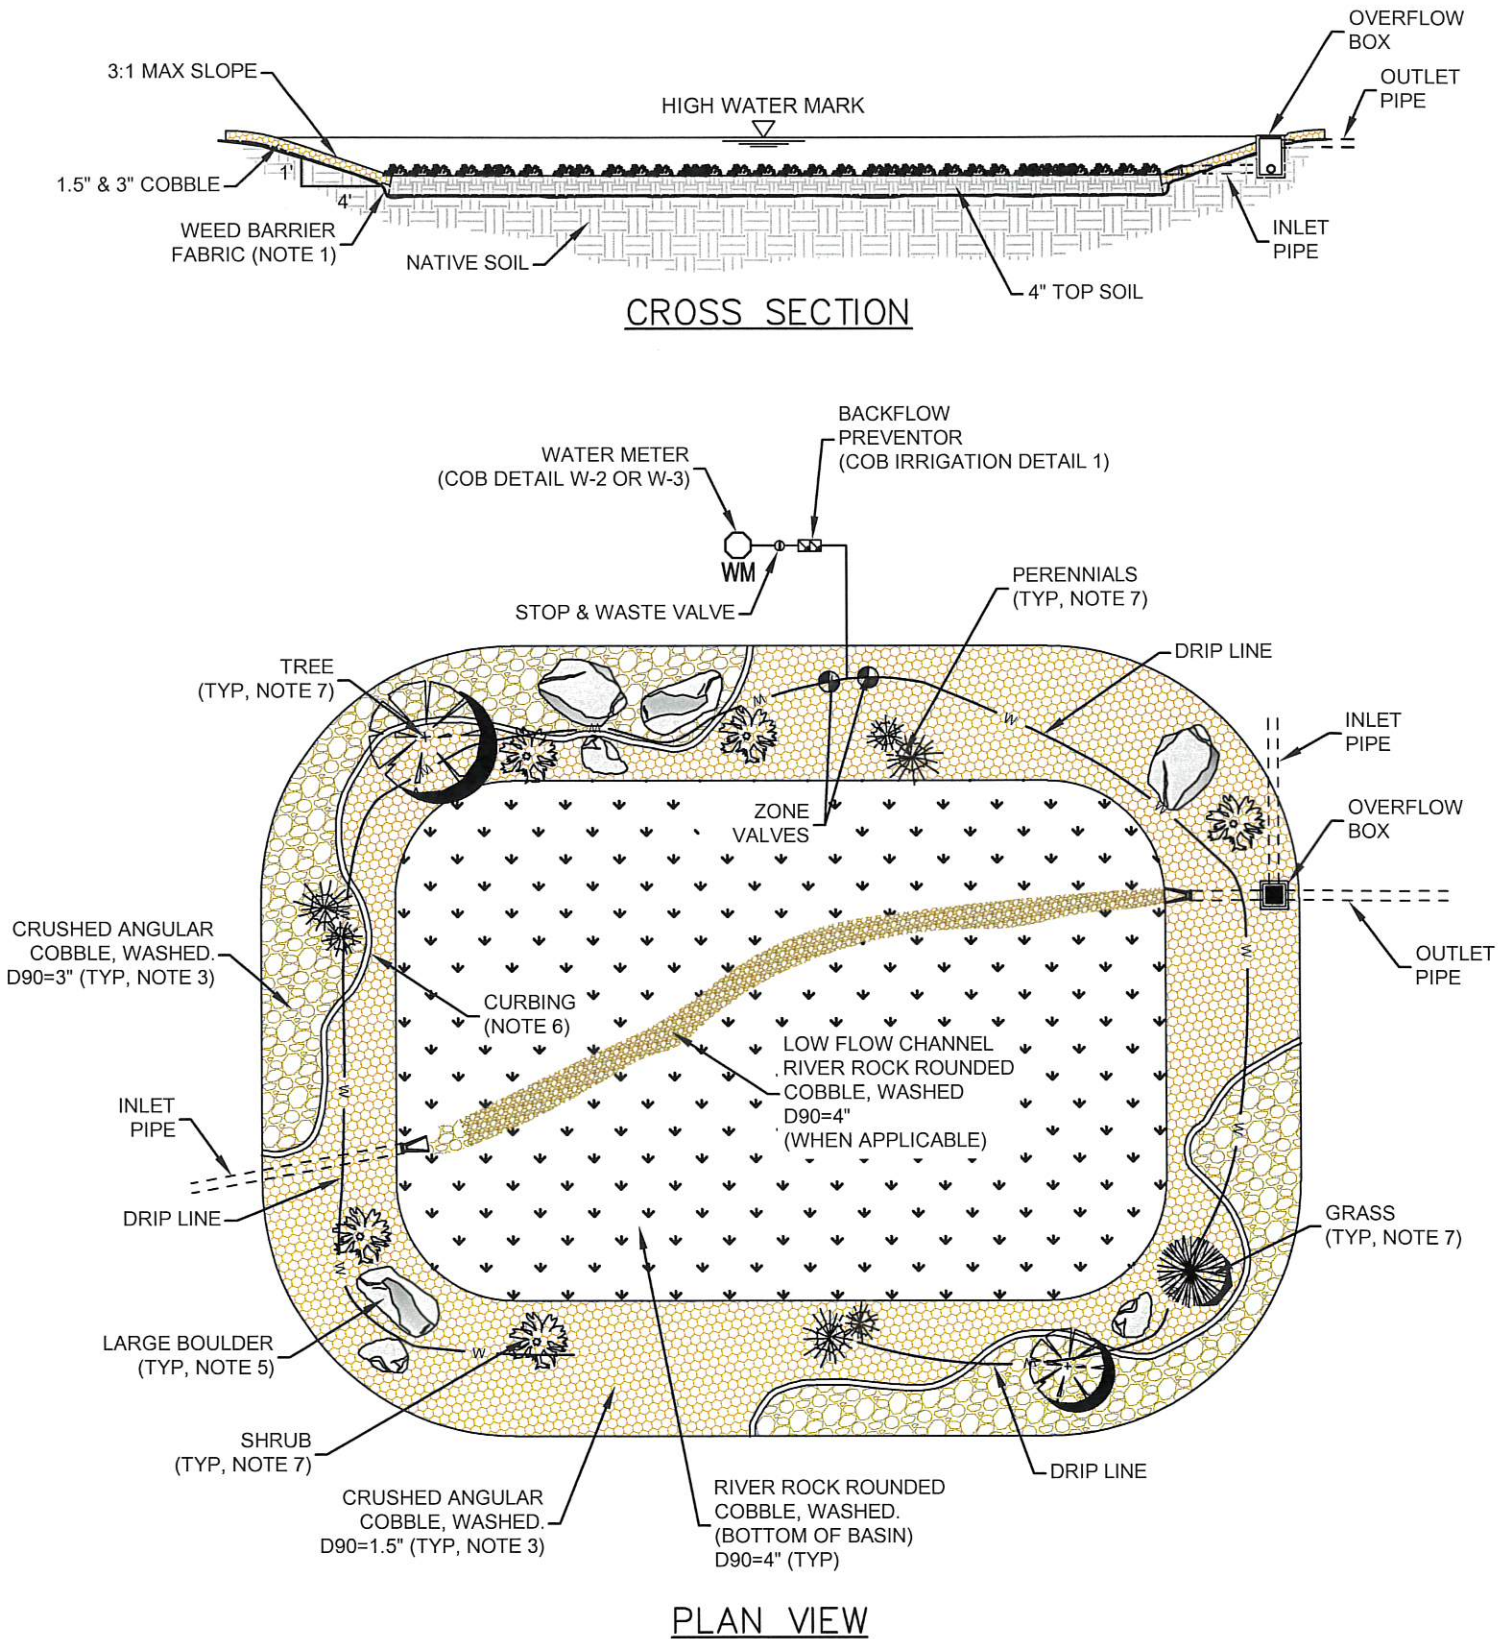 OVERFLOW
BOX
3:1 MAX SLOPE
OUTLET
PIPE
HIGH WATER MARK
1.5" & 3" COBBLE
1'
4'
WEED BARRIER
FABRIC (NOTE 1)
NATIVE SOIL
INLET
PIPE
4" TOP SOIL
CROSS SECTION
BACKFLOW
PREVENTOR
(COB IRRIGATION DETAIL 1)
WATER METER
(COB DETAIL W-2 OR W-3)
WM
PERENNIALS
(TYP, NOTE 7)
STOP & WASTE VALVE
DRIP LINE
TREE
(TYP, NOTE 7)
W
W
INLET
PIPE
W
W
ZONE
VALVES
OVERFLOW
BOX
CRUSHED ANGULAR
COBBLE, WASHED.
D90=3" (TYP, NOTE 3)
W
OUTLET
PIPE
CURBING
(NOTE 6)
LOW FLOW CHANNEL
RIVER ROCK ROUNDED
COBBLE, WASHED
D90=4"
(WHEN APPLICABLE)
W
INLET
PIPE
W
DRIP LINE
GRASS
(TYP, NOTE 7)
W
LARGE BOULDER
(TYP, NOTE 5)
W
W
SHRUB
(TYP, NOTE 7)
DRIP LINE
CRUSHED ANGULAR
COBBLE, WASHED.
D90=1.5" (TYP, NOTE 3)
RIVER ROCK ROUNDED
COBBLE, WASHED.
(BOTTOM OF BASIN)
D90=4" (TYP)
PLAN VIEW